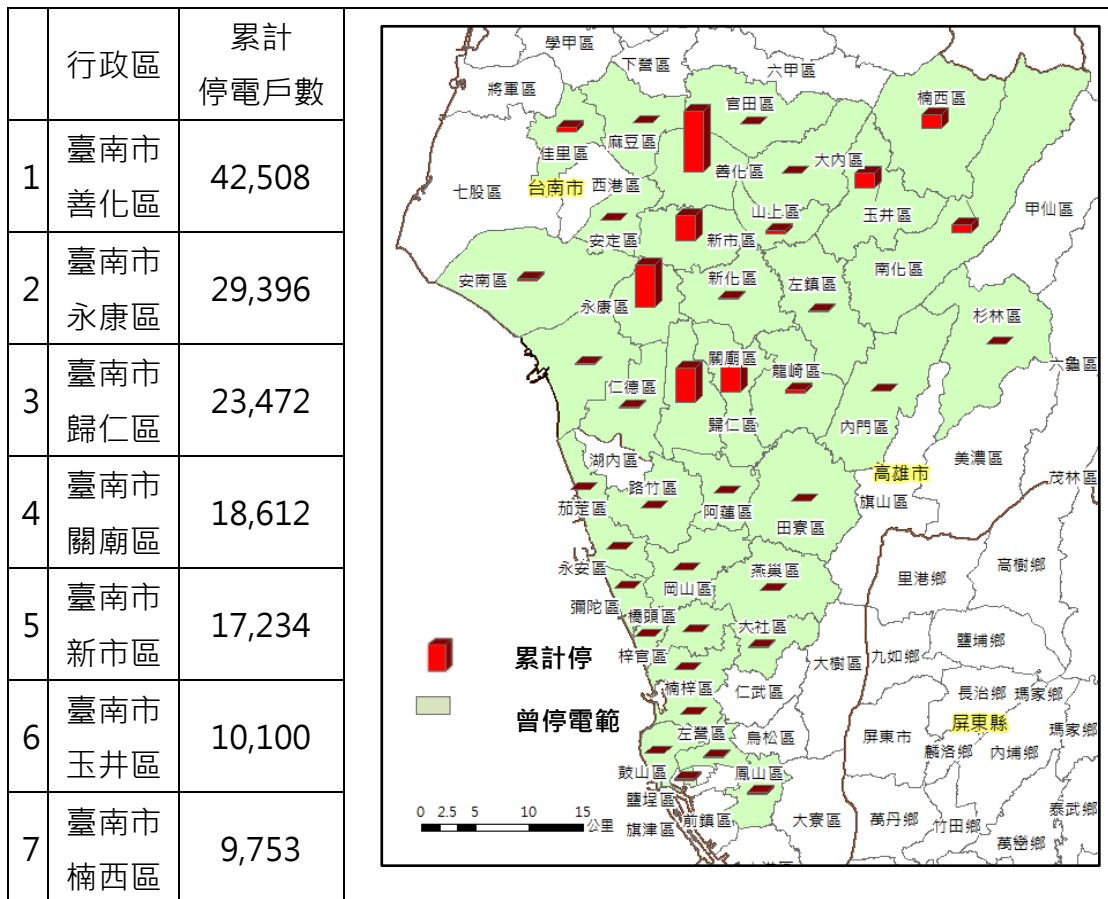 行政區
累計
停電戶數
1
臺南市
善化區
42,508
2
臺南市
永康區
29,396
3
臺南市
歸仁區
23,472
4
臺南市
關廟區
18,612
5
臺南市
新市區
17,234
6
臺南市
玉井區
10,100
7
臺南市
楠西區
9,753
學甲區
下營區
六甲區
將軍區
官田區
楠西區
麻豆區
佳里區
善化區
大內區
七股區
台南市
西港區
山上區
玉井區
甲仙區
安定區
新市區
南化區
安南區
新化區
左鎮區
永康區
杉林區
關廟區
龍崎區
六龜區
仁德區
歸仁區
內門區
湖內區
美濃區
高雄市
茂林區
路竹區
旗山區
茄萣區
阿蓮區
田寮區
永安區
燕巢區
高樹鄉
里港鄉
岡山區
彌陀區
橋頭區
大社區
鹽埔鄉
梓官區
大樹區
九如鄉
累計停
楠梓區
仁武區
長治鄉
瑪家鄉
曾停電範
左營區
烏松區
屏東市
屏東縣
瑪家鄉
麟洛鄉
內埔鄉
鼓山區
鳳山區
鹽埕區
0 2.5 5 10 15
公里
旗津區
前鎮區
大寮區
萬丹鄉
竹田鄉
泰武鄉
萬巒鄉